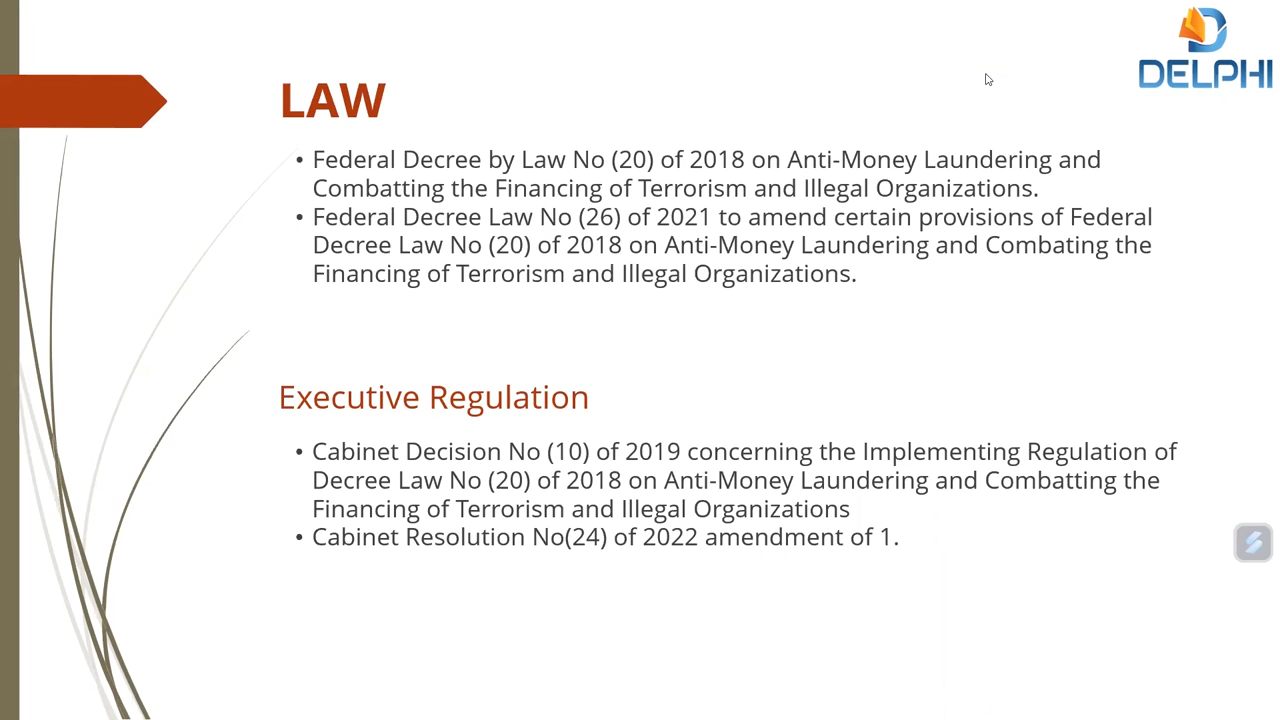 DELPHI
LAW
• Federal Decree by Law No (20) of 2018 on Anti-Money Laundering and
Combatting the Financing of Terrorism and Illegal Organizations.
• Federal Decree Law No (26) of 2021 to amend certain provisions of Federal
Decree Law No (20) of 2018 on Anti-Money Laundering and Combating the
Financing of Terrorism and Illegal Organizations.
Executive Regulation
• Cabinet Decision No (10) of 2019 concerning the Implementing Regulation of
Decree Law No (20) of 2018 on Anti-Money Laundering and Combatting the
Financing of Terrorism and Illegal Organizations
• Cabinet Resolution No(24) of 2022 amendment of 1.